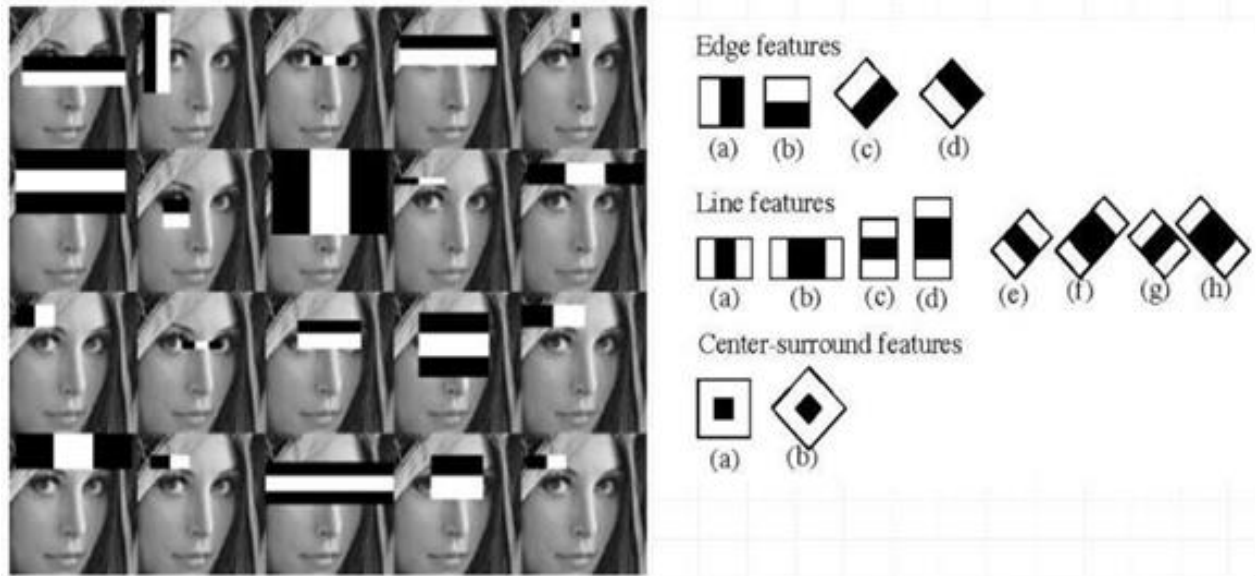 Edge features
(a) (b) (c) (d)
Line features
(a) (b) (c) (d) (e) (f) (g) (h)
Center-surround features
(a) (b)